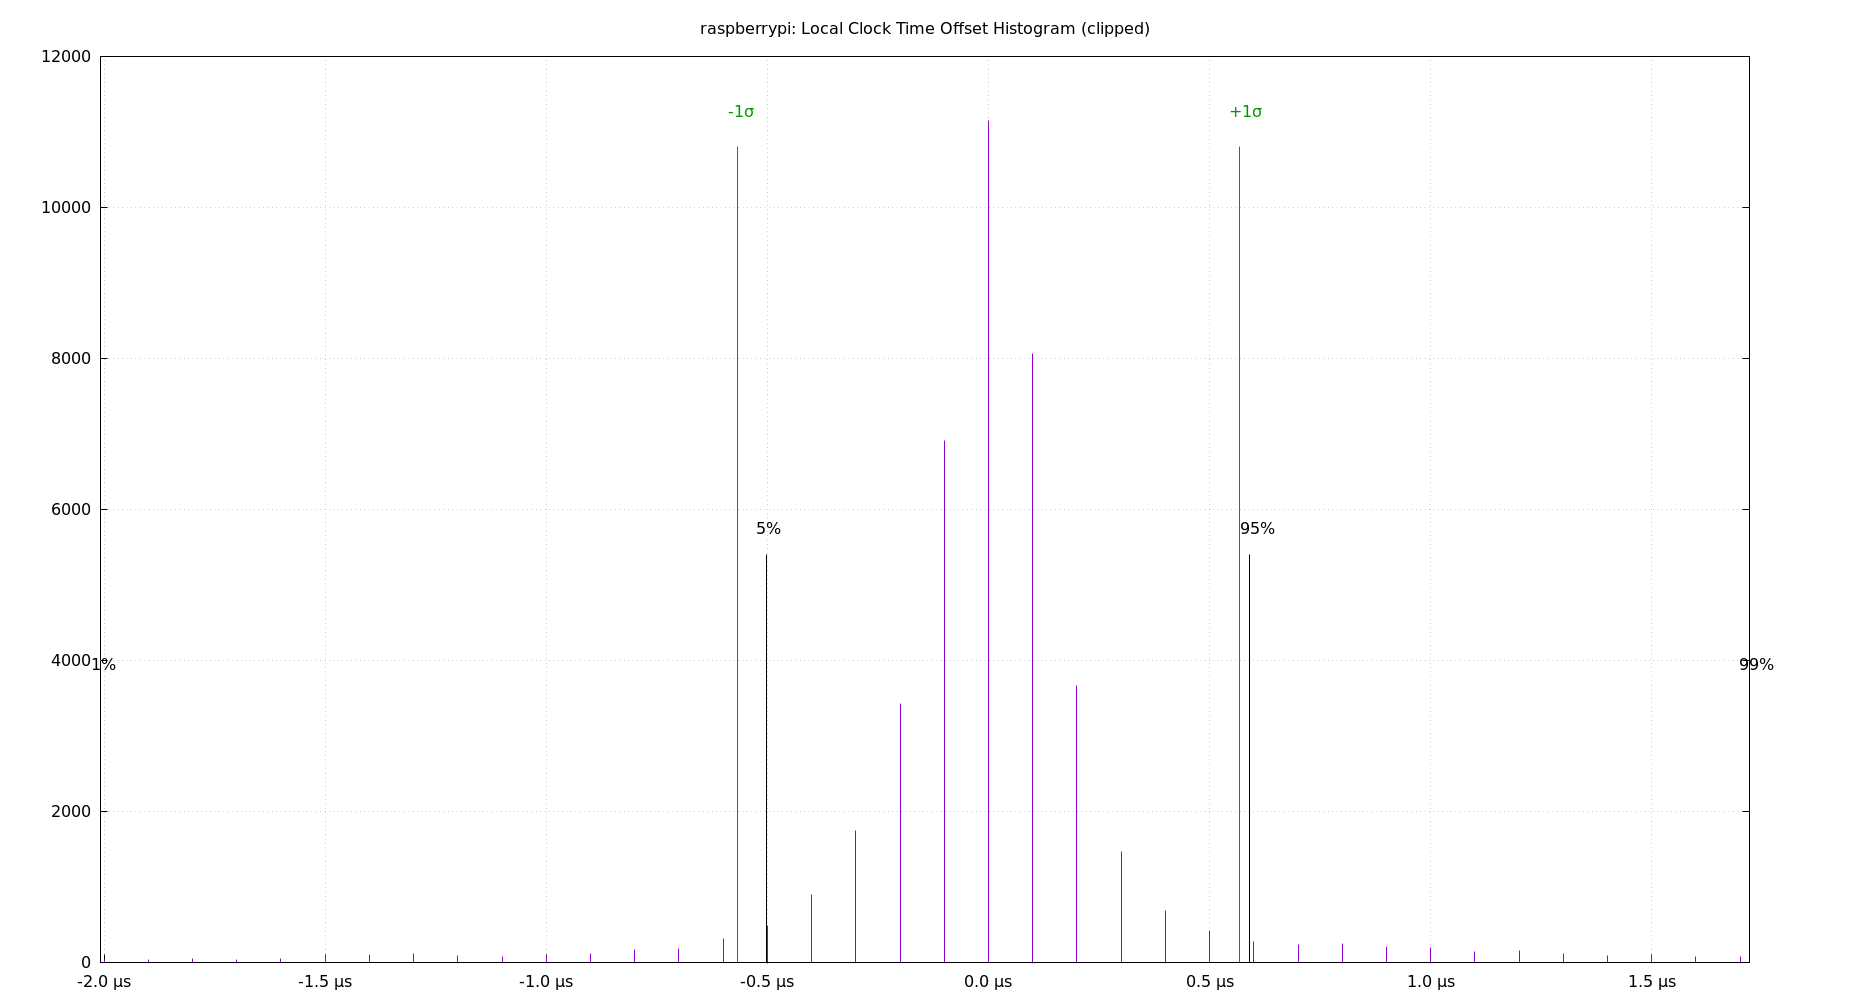 raspberrypi: Local Clock Time Offset Histogram (clipped)
12000
-1σ +1σ
10000
8000
6000
5% 95%
4000 1% 99%
2000
0
-2.0 µs -1.5 µs -1.0 µs -0.5 µs 0.0 µs 0.5 µs 1.0 µs 1.5 µs